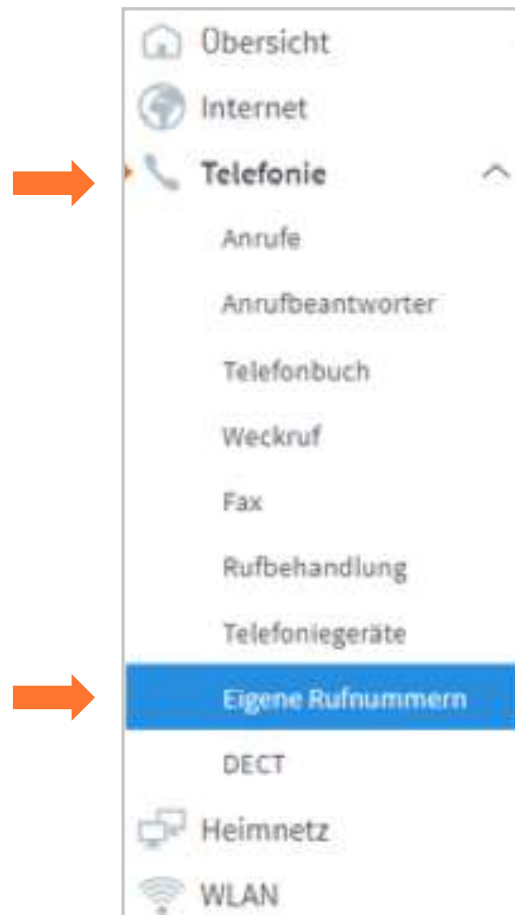 Übersicht
Internet
Telefonie
Anrufe
Anrufbeantworter
Telefonbuch
Weckruf
Fax
Rufbehandlung
Telefoniegeräte
Eigene Rufnummern
DECT
Heimnetz
WLAN